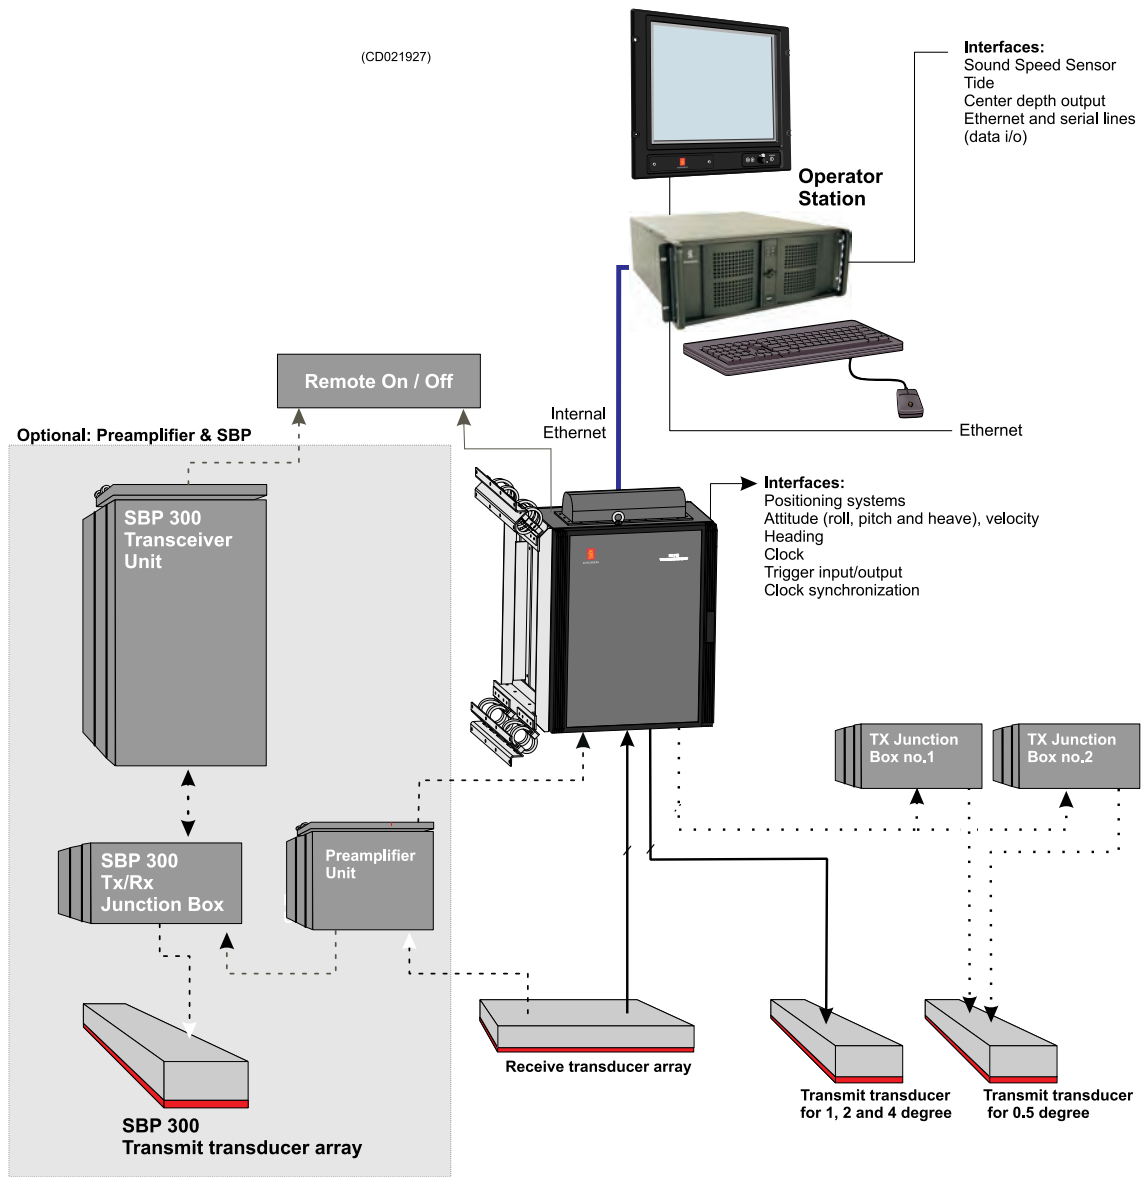 (CD021927)
Interfaces:
Sound Speed Sensor
Tide
Center depth output
Ethernet and serial lines
(data i/o)
Operator
Station
Remote On / Off
Internal
Ethernet
Ethernet
Optional: Preamplifier & SBP
Interfaces:
Positioning systems
Attitude (roll, pitch and heave), velocity
Heading
Clock
Trigger input/output
Clock synchronization
SBP 300
Transceiver
Unit
TX Junction
Box no.1
TX Junction
Box no.2
SBP 300
Tx/Rx
Junction Box
Preamplifier
Unit
Receive transducer array
Transmit transducer
for 1, 2 and 4 degree
Transmit transducer
for 0.5 degree
SBP 300
Transmit transducer array